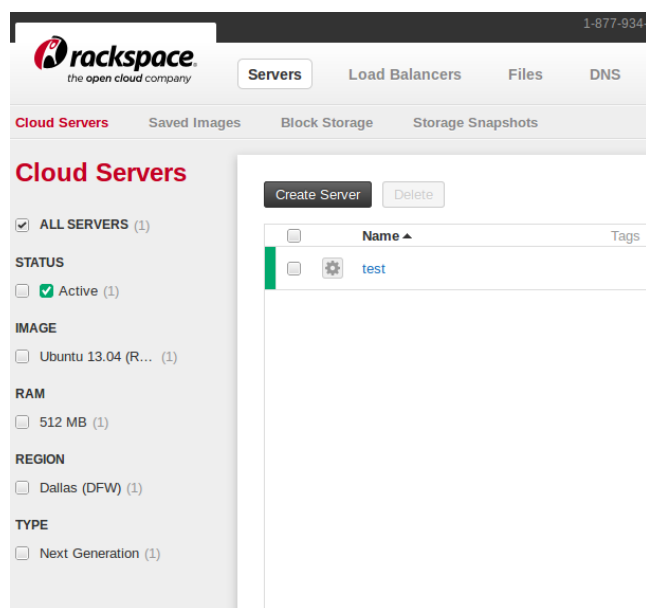 1-877-934-
rackspace.
the open cloud company
Servers Load Balancers Files DNS
Cloud Servers Saved Images Block Storage Storage Snapshots
Cloud Servers
Create Server Delete
ALL SERVERS (1)
Name Tags
STATUS
test
Active (1)
IMAGE
Ubuntu 13.04 (R... (1)
RAM
512 MB (1)
REGION
Dallas (DFW) (1)
TYPE
Next Generation (1)